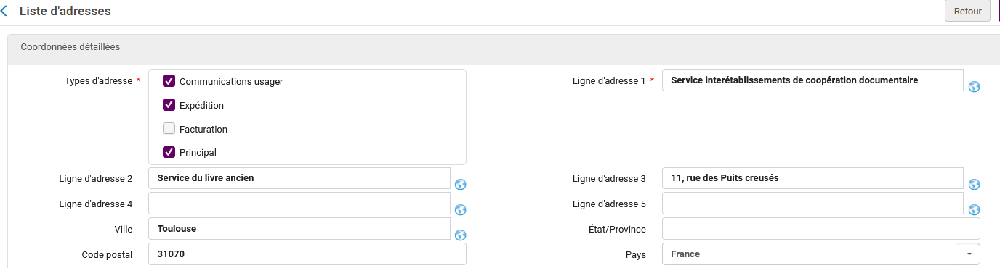 Liste d'adresses
Retour
Coordonnées détaillées
Types d'adresse *
Communications usager
Expédition
Facturation
Principal
Ligne d'adresse 1 *
Service interétablissements de coopération documentaire
Ligne d'adresse 2
Service du livre ancien
Ligne d'adresse 3
11, rue des Puits creusés
Ligne d'adresse 4
Ligne d'adresse 5
Ville
Toulouse
État/Province
Code postal
31070
Pays
France